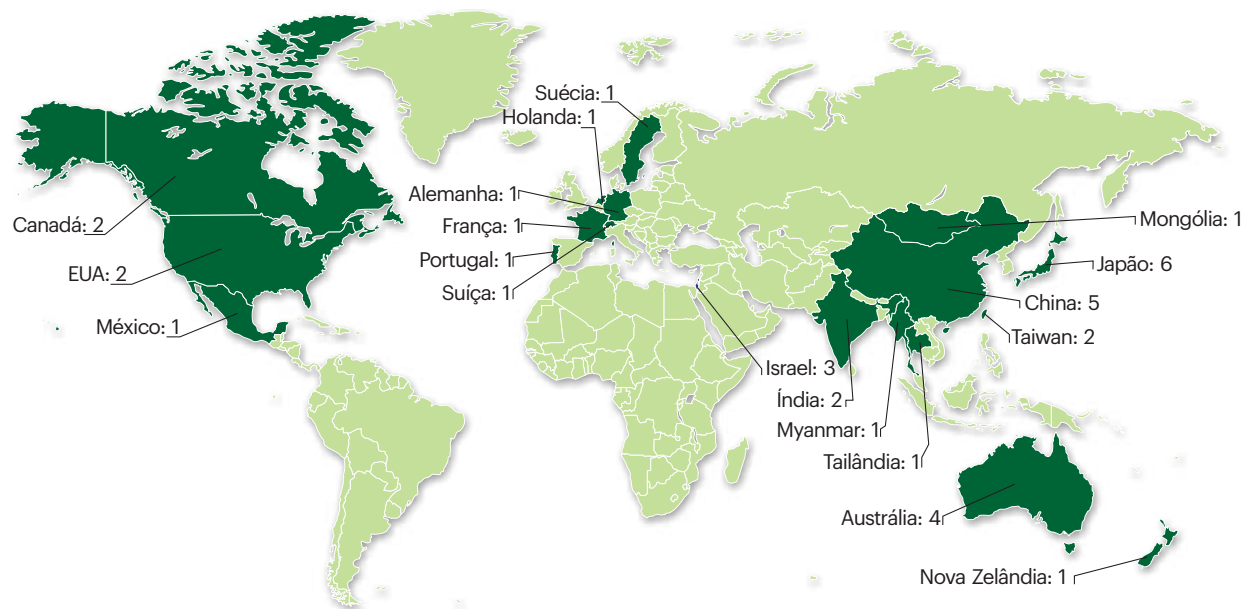 Suécia: 1
Holanda: 1
Alemanha: 1
França: 1
Portugal: 1
Suíça: 1
Canadá: 2
EUA: 2
México: 1
Mongólia: 1
Japão: 6
China: 5
Taiwan: 2
Israel: 3
Índia: 2
Myanmar: 1
Tailândia: 1
Austrália: 4
Nova Zelândia: 1